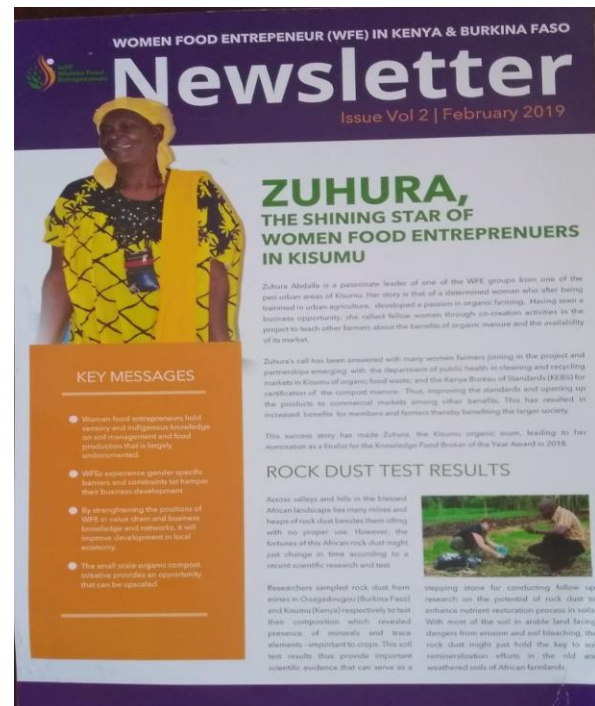 WOMEN FOOD ENTREPENEUR (WFE) IN KENYA & BURKINA FASO
WFE
Women Food
Entrepreneurs
Newsletter
Issue Vol 2 | February 2019
ZUHURA,
THE SHINING STAR OF
WOMEN FOOD ENTREPRENUERS
IN KISUMU
Zuhura Abdalla is a passionate leader of one of the WFE groups from one of the
peri-urban areas of Kisumu. Her story is that of a determined woman who after being
trained in urban agriculture, developed a passion in organic farming. Having seen a
business opportunity, she rallied fellow women through co-creation activities in the
project to teach other farmers about the benefits of organic manure and the availability
of its market.
Zuhura's call has been answered with many women farmers joining in the project and
partnerships emerging with the department of public health in cleaning and recycling
markets in Kisumu of organic food waste; and the Kenya Bureau of Standards (KEBS) for
certification of the compost manure. Thus, improving the standards and opening up
the products to commercial markets among other benefits. This has resulted in
increased benefits for members and farmers thereby benefiting the larger society.
This success story has made Zuhura, the Kisumu organic mum, leading to her
nomination as a finalist for the Knowledge Food Broker of the Year Award in 2018.
KEY MESSAGES
Women food entrepreneurs hold
sensory and indigenous knowledge
on soil management and food
production that is largely
undocumented.
WFEs experience gender specific
barriers and constraints tat hamper
their business development
By strengthening the positions of
WFE in value chain and business
knowledge and networks, it will
improve development in local
economy.
The small scale organic compost
initiative provides an opportunity
that can be upscaled
ROCK DUST TEST RESULTS
Across valleys and hills in the blessed
African landscape lies many mines and
heaps of rock dust besides them idling
with no proper use. However, the
fortunes of this African rock dust might
just change in time according to a
recent scientific research and test.
Researchers sampled rock dust from
mines in Ouagadougou (Burkina Faso)
and Kisumu (Kenya) respectively to test
their composition which revealed
presence of minerals and trace
elements -important to crops. This soil
test results thus provide important
scientific evidence that can serve as a
stepping stone for conducting follow up
research on the potential of rock dust to
enhance nutrient restoration process in soils.
With most of the soil in arable land facing
dangers from erosion and soil bleaching, the
rock dust might just hold the key to soil
remineralisation efforts in the old and
weathered soils of African farmlands.